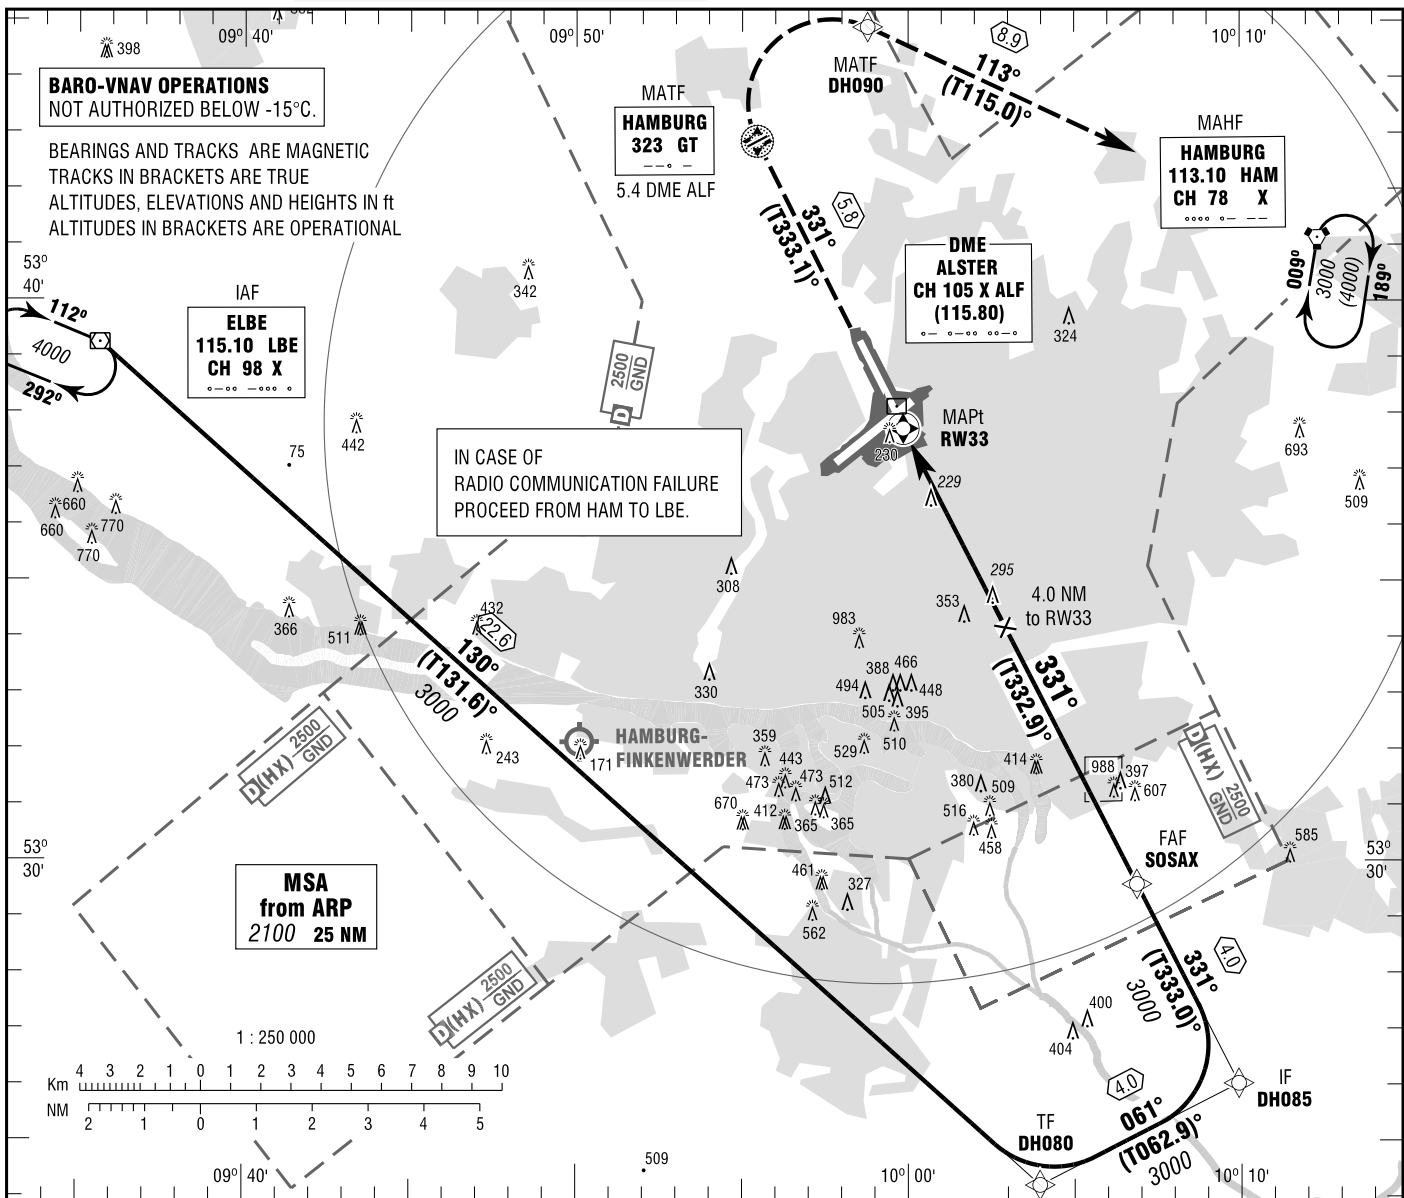 09° 40'
09° 50'
10° 10'
398
BARO-VNAV OPERATIONS
NOT AUTHORIZED BELOW -15°C.
BEARINGS AND TRACKS ARE MAGNETIC
TRACKS IN BRACKETS ARE TRUE
ALTITUDES, ELEVATIONS AND HEIGHTS IN ft
ALTITUDES IN BRACKETS ARE OPERATIONAL
MATF
DH090
8.9
113°
(T115.0)°
MATF
HAMBURG
323 GT
5.4 DME ALF
MAHF
HAMBURG
113.10 HAM
CH 78 X
331°
(T333.1)°
5.8
DME
ALSTER
CH 105 X ALF
(115.80)
009°
3000
(4000)
189°
53°
40'
112°
4000
292°
IAF
ELBE
115.10 LBE
CH 98 X
342
324
2500
GND
D
442
75
MAPt
RW33
230
229
693
509
IN CASE OF
RADIO COMMUNICATION FAILURE
PROCEED FROM HAM TO LBE.
660
660
770
770
308
295
353
4.0 NM
to RW33
366
511
432
22.6
130°
(T131.6)°
3000
983
330
388
466
494
448
505
395
510
529
331°
(T332.9)°
HAMBURG-
FINKENWERDER
171
243
359
443
473
473
512
670
412
365
365
414
380
509
516
458
988
397
607
D(HX) 2500
GND
D(HX) 2500
GND
585
53°
30'
FAF
SOSAX
461
327
562
MSA
from ARP
2100 25 NM
D(HX) 2500
GND
331°
(T333.0)°
3000
4.0
400
404
1 : 250 000
Km
4 3 2 1 0 1 2 3 4 5 6 7 8 9 10
NM
2 1 0 1 2 3 4 5
4.0
061°
(T062.9)°
3000
IF
DH085
TF
DH080
509
09° 40'
10° 00'
10° 10'